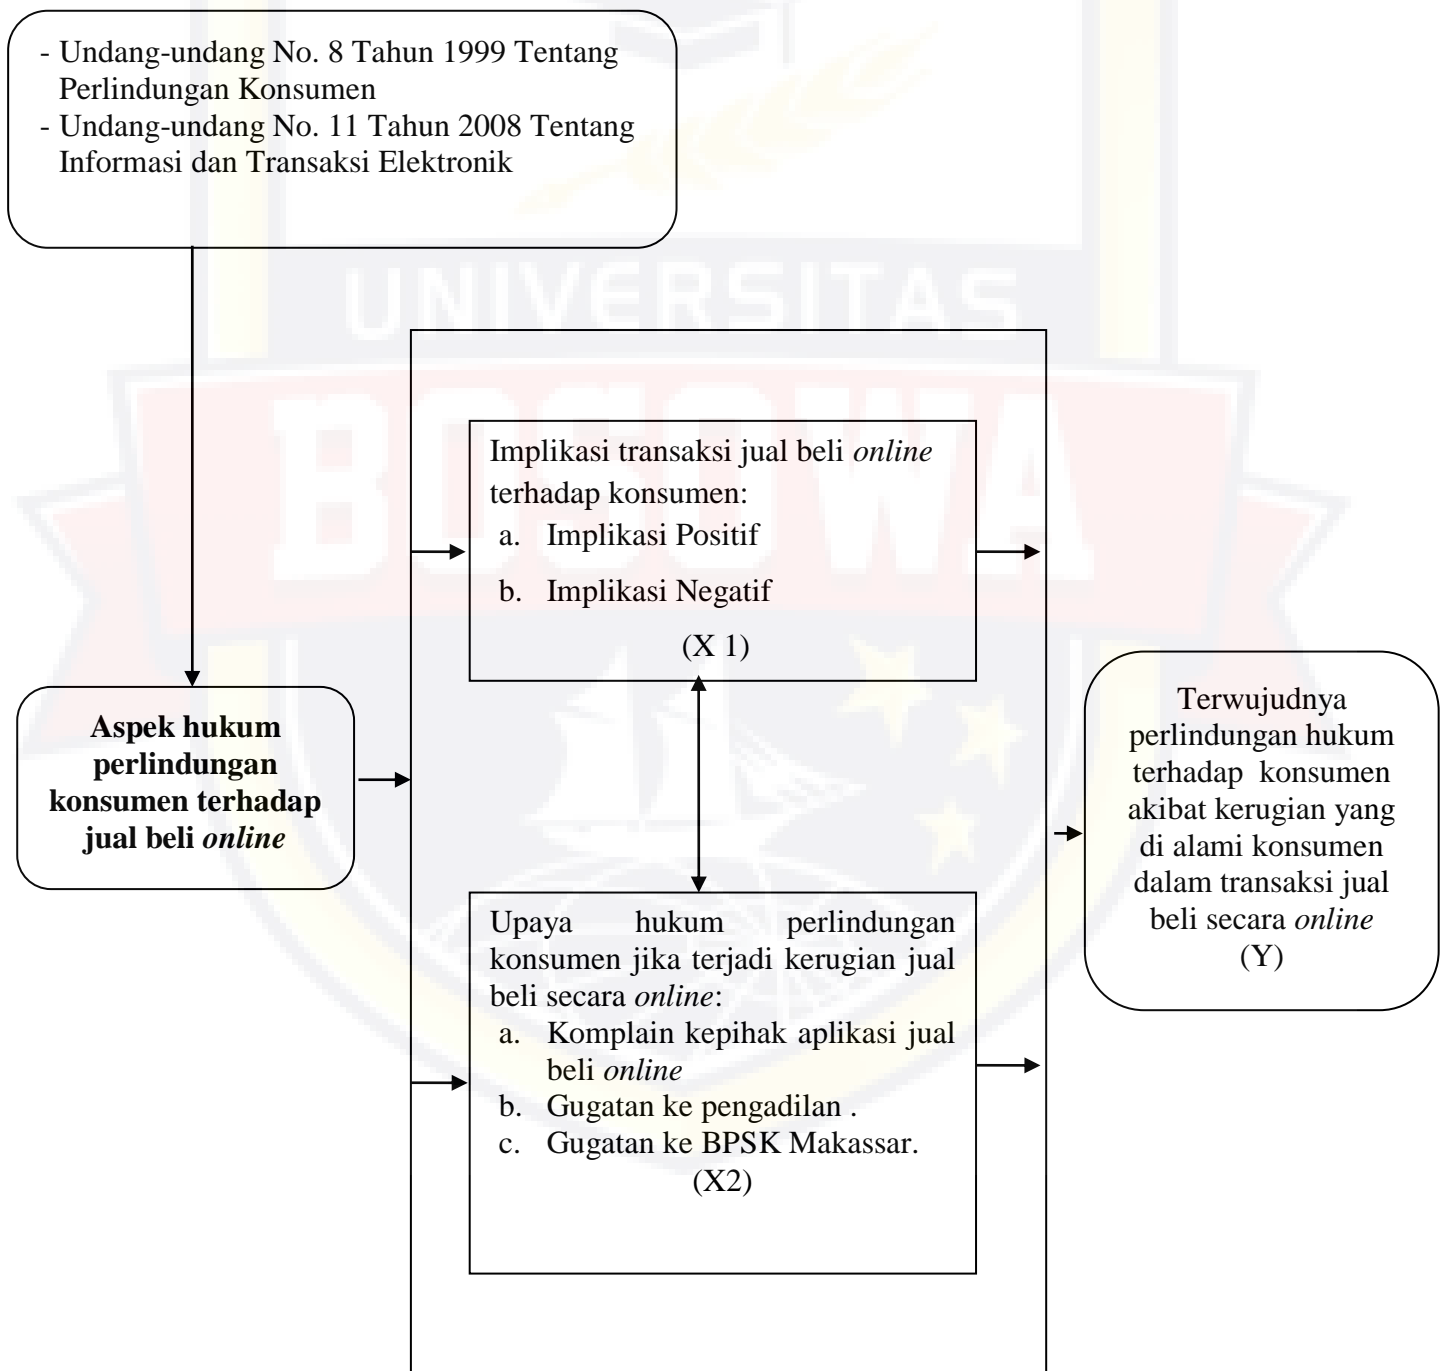 - Undang-undang No. 8 Tahun 1999 Tentang
Perlindungan Konsumen
- Undang-undang No. 11 Tahun 2008 Tentang
Informasi dan Transaksi Elektronik
UNIVERSITAS
BOSOWA
Implikasi transaksi jual beli online
terhadap konsumen:
a. Implikasi Positif
b. Implikasi Negatif
(X 1)
Aspek hukum
perlindungan
konsumen terhadap
jual beli online
Upaya hukum perlindungan
konsumen jika terjadi kerugian jual
beli secara online:
a. Komplain kepihak aplikasi jual
beli online
b. Gugatan ke pengadilan .
c. Gugatan ke BPSK Makassar.
(X2)
Terwujudnya
perlindungan hukum
terhadap konsumen
akibat kerugian yang
di alami konsumen
dalam transaksi jual
beli secara online
(Y)